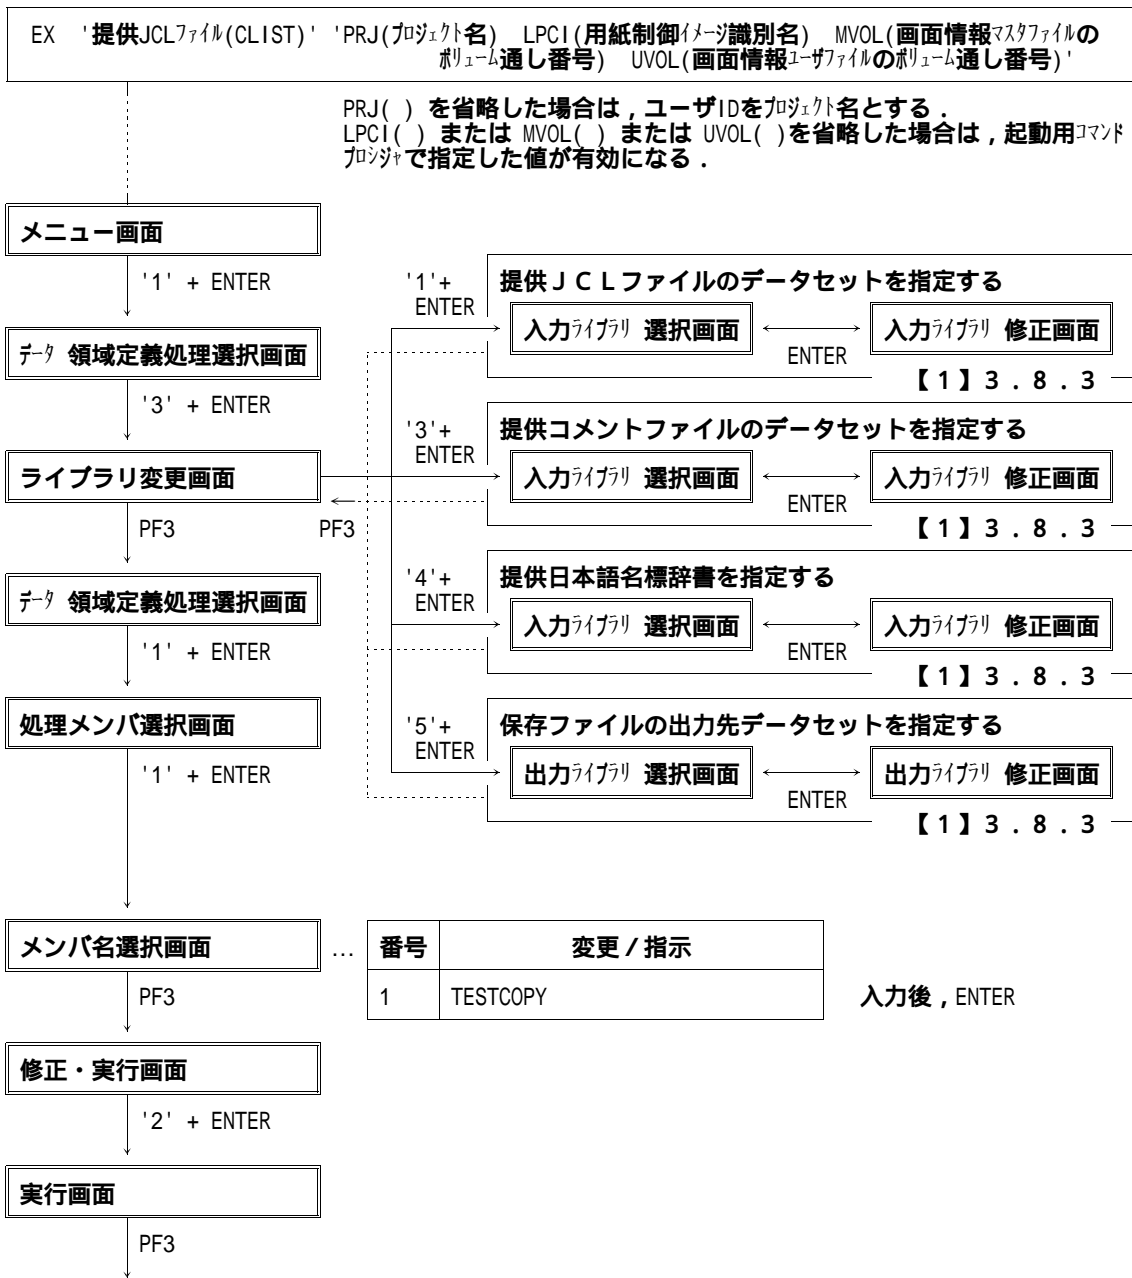 EX '提供JCLﾌｧｲﾙ(CLIST)' 'PRJ(ﾌﾟﾛｼﾞｪｸﾄ名) LPCI(用紙制御ｲﾒｰｼﾞ識別名) MVOL(画面情報ﾏｽﾀﾌｧｲﾙの
ﾎﾞﾘｭｰﾑ通し番号) UVOL(画面情報ﾕｰｻﾞﾌｧｲﾙのﾎﾞﾘｭｰﾑ通し番号)'
PRJ( ) を省略した場合は，ユーザIDをﾌﾟﾛｼﾞｪｸﾄ名とする．
LPCI( ) または MVOL( ) または UVOL( )を省略した場合は，起動用ｺﾏﾝﾄﾞ
ﾌﾟﾛｼｼﾞｬで指定した値が有効になる．
メニュー画面
'1' + ENTER
ﾃﾞｰﾀ 領域定義処理選択画面
'3' + ENTER
ライブラリ変更画面
PF3
PF3
ﾃﾞｰﾀ 領域定義処理選択画面
'1' + ENTER
処理メンバ選択画面
'1' + ENTER
'1'+
ENTER
提供ＪＣＬファイルのデータセットを指定する
入力ﾗｲﾌﾞﾗﾘ 選択画面
ENTER
入力ﾗｲﾌﾞﾗﾘ 修正画面
【１】３．８．３
'3'+
ENTER
提供コメントファイルのデータセットを指定する
入力ﾗｲﾌﾞﾗﾘ 選択画面
ENTER
入力ﾗｲﾌﾞﾗﾘ 修正画面
【１】３．８．３
'4'+
ENTER
提供日本語名標辞書を指定する
入力ﾗｲﾌﾞﾗﾘ 選択画面
ENTER
入力ﾗｲﾌﾞﾗﾘ 修正画面
【１】３．８．３
'5'+
ENTER
保存ファイルの出力先データセットを指定する
出力ﾗｲﾌﾞﾗﾘ 選択画面
ENTER
出力ﾗｲﾌﾞﾗﾘ 修正画面
【１】３．８．３
メンバ名選択画面 …
番号 変更／指示
1 TESTCOPY
入力後，ENTER
PF3
修正・実行画面
'2' + ENTER
実行画面
PF3